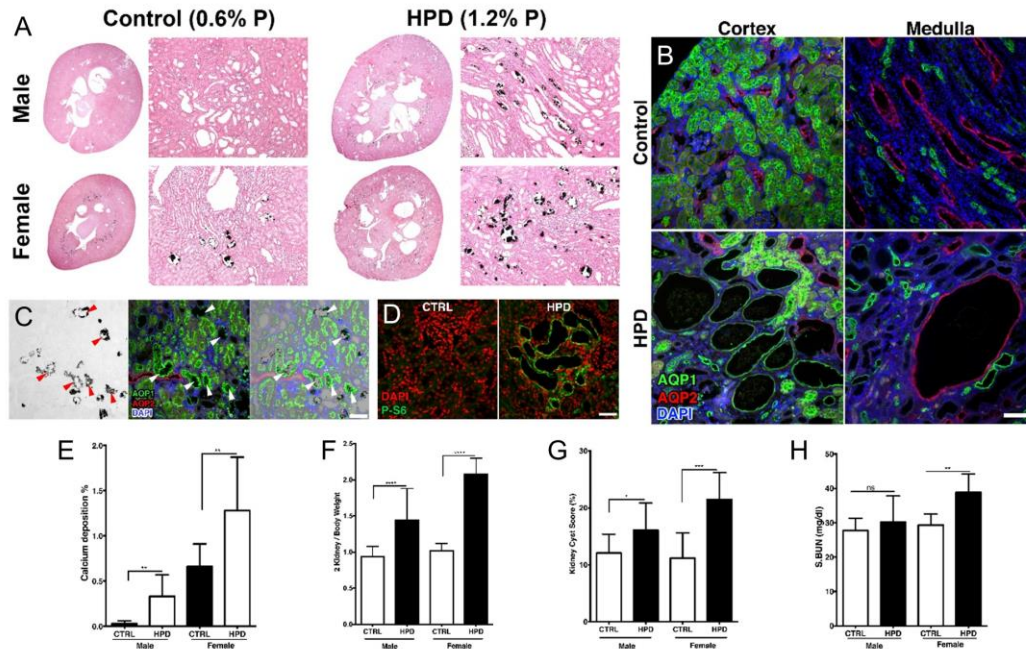 A
Control (0.6% P)
HPD (1.2% P)
Male
Female
B
Cortex
Medulla
Control
HPD
AQP1
AQP2
DAPI
C
AQP1
AQP2
DAPI
D
CTRL
HPD
DAPI
P-S6
E
Calcium deposition %
2.0
1.5
1.0
0.5
0.0
**
**
CTRL HPD CTRL HPD
Male Female
F
2 Kidney / Body Weight
2.5
2.0
1.5
1.0
0.5
0.0
****
****
CTRL HPD CTRL HPD
Male Female
G
Kidney Cyst Score (%)
30
20
10
0
*
***
CTRL HPD CTRL HPD
Male Female
H
S.BUN (mg/dl)
50
40
30
20
10
0
ns
**
CTRL HPD CTRL HPD
Male Female